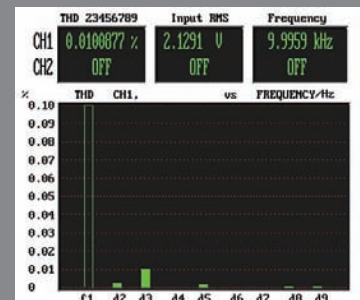 THD 23456789 Input RMS Frequency
CH1 0.0100877 % 2.1291 V 9.9959 kHz
CH2 OFF OFF OFF
% THD CH1, vs FREQUENCY/Hz
0.10
0.09
0.08
0.07
0.06
0.05
0.04
0.03
0.02
0.01
0
f1 d2 d3 d4 d5 d6 d7 d8 d9